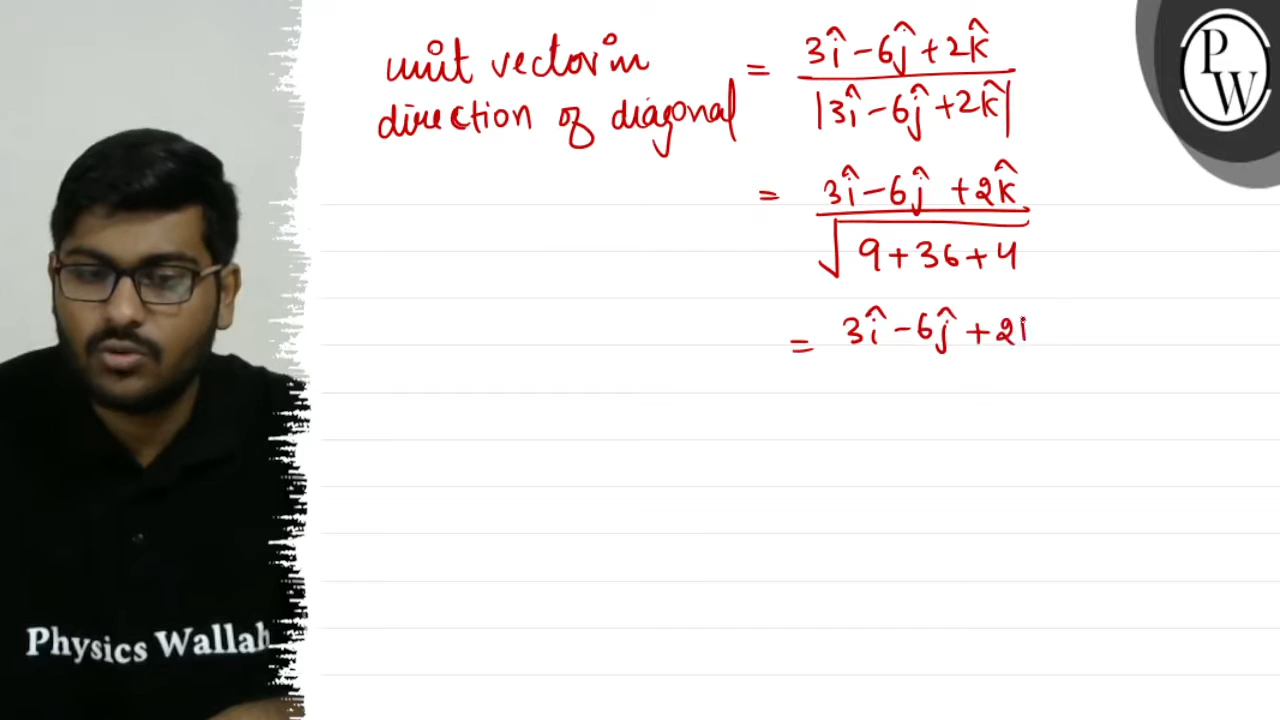 unit vector in
direction of diagonal
= 3î - 6ĵ + 2k̂
|3î - 6ĵ + 2k̂|
= 3î - 6ĵ + 2k̂
√9 + 36 + 4
= 3î - 6ĵ + 2
PW
Physics Wallah